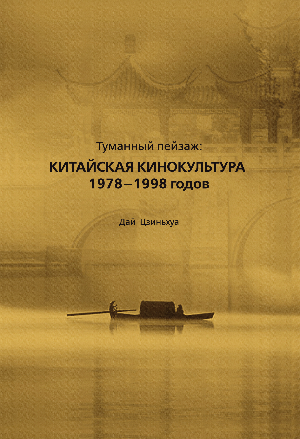 Туманный пейзаж:
КИТАЙСКАЯ КИНОКУЛЬТУРА
1978–1998 годов
Дай Цзиньхуа